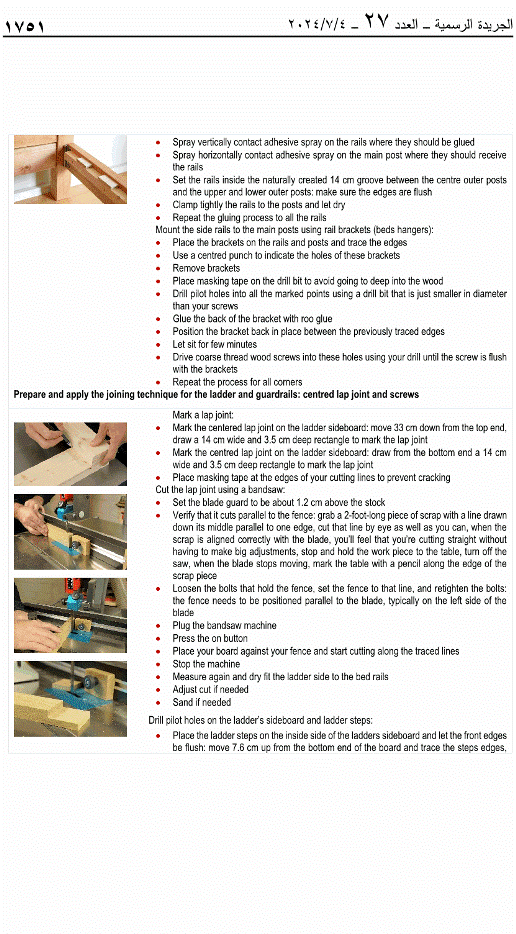 الجريدة الرسمية – العدد ٢٧ – ٢٠٢٤/٧/٤
١٧٥١
• Spray vertically contact adhesive spray on the rails where they should be glued
• Spray horizontally contact adhesive spray on the main post where they should receive
the rails
• Set the rails inside the naturally created 14 cm groove between the centre outer posts
and the upper and lower outer posts: make sure the edges are flush
• Clamp tightly the rails to the posts and let dry
• Repeat the gluing process to all the rails
Mount the side rails to the main posts using rail brackets (beds hangers):
• Place the brackets on the rails and posts and trace the edges
• Use a centred punch to indicate the holes of these brackets
• Remove brackets
• Place masking tape on the drill bit to avoid going to deep into the wood
• Drill pilot holes into all the marked points using a drill bit that is just smaller in diameter
than your screws
• Glue the back of the bracket with roo glue
• Position the bracket back in place between the previously traced edges
• Let sit for few minutes
• Drive coarse thread wood screws into these holes using your drill until the screw is flush
with the brackets
• Repeat the process for all corners
Prepare and apply the joining technique for the ladder and guardrails: centred lap joint and screws
Mark a lap joint:
• Mark the centered lap joint on the ladder sideboard: move 33 cm down from the top end,
draw a 14 cm wide and 3.5 cm deep rectangle to mark the lap joint
• Mark the centred lap joint on the ladder sideboard: draw from the bottom end a 14 cm
wide and 3.5 cm deep rectangle to mark the lap joint
• Place masking tape at the edges of your cutting lines to prevent cracking
Cut the lap joint using a bandsaw:
• Set the blade guard to be about 1.2 cm above the stock
• Verify that it cuts parallel to the fence: grab a 2-foot-long piece of scrap with a line drawn
down its middle parallel to one edge, cut that line by eye as well as you can, when the
scrap is aligned correctly with the blade, you'll feel that you're cutting straight without
having to make big adjustments, stop and hold the work piece to the table, turn off the
saw, when the blade stops moving, mark the table with a pencil along the edge of the
scrap piece
• Loosen the bolts that hold the fence, set the fence to that line, and retighten the bolts:
the fence needs to be positioned parallel to the blade, typically on the left side of the
blade
• Plug the bandsaw machine
• Press the on button
• Place your board against your fence and start cutting along the traced lines
• Stop the machine
• Measure again and dry fit the ladder side to the bed rails
• Adjust cut if needed
• Sand if needed
Drill pilot holes on the ladder's sideboard and ladder steps:
• Place the ladder steps on the inside side of the ladders sideboard and let the front edges
be flush: move 7.6 cm up from the bottom end of the board and trace the steps edges,